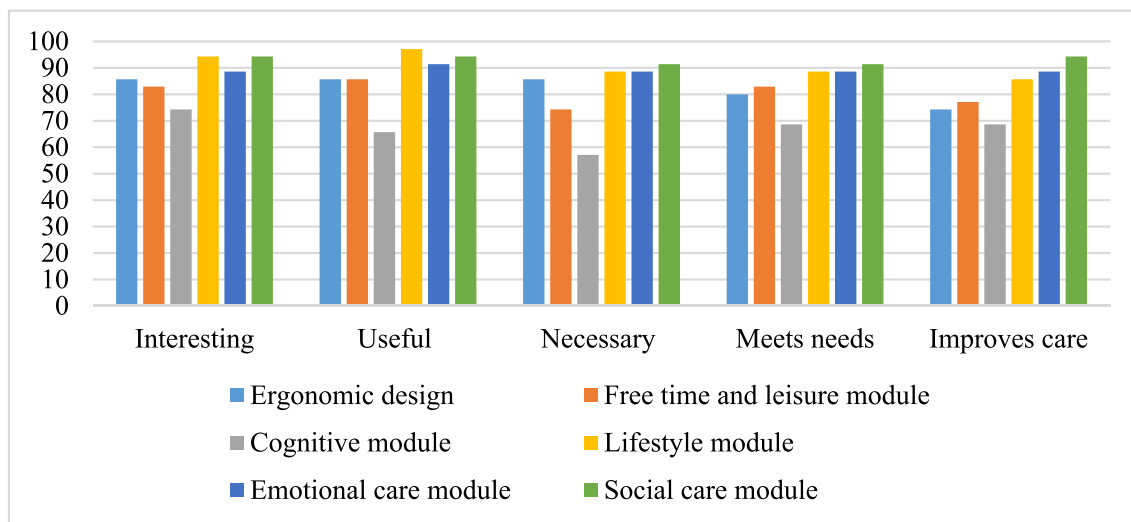 100
90
80
70
60
50
40
30
20
10
0
Interesting Useful Necessary Meets needs Improves care
Ergonomic design Free time and leisure module
Cognitive module Lifestyle module
Emotional care module Social care module